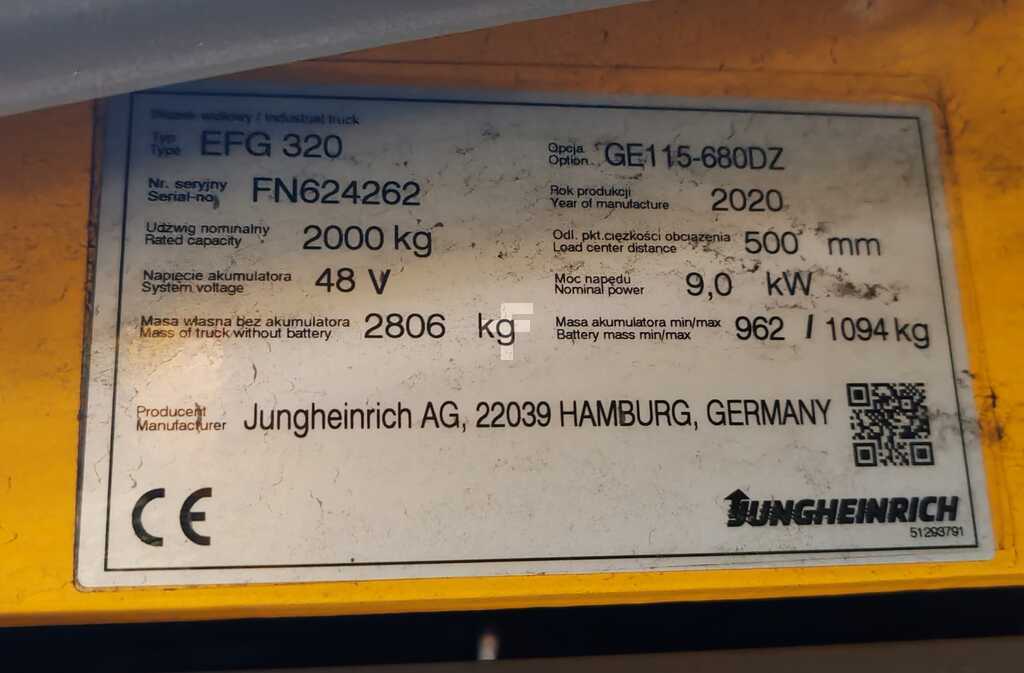 Wózek widłowy / Industrial truck
Typ
Type EFG 320
Opcja
Option GE115-680DZ
Nr. seryjny
Serial-no FN624262
Rok produkcji
Year of manufacture 2020
Udźwig nominalny
Rated capacity 2000 kg
Odl. pkt.ciężkości obciążenia
Load center distance 500 mm
Napięcie akumulatora
System voltage 48 V
Moc napędu
Nominal power 9,0 kW
Masa własna bez akumulatora
Mass of truck without battery 2806 kg
Masa akumulatora min/max
Battery mass min/max 962 / 1094 kg
Producent
Manufacturer Jungheinrich AG, 22039 HAMBURG, GERMANY
CE
JUNGHEINRICH
51293791
F